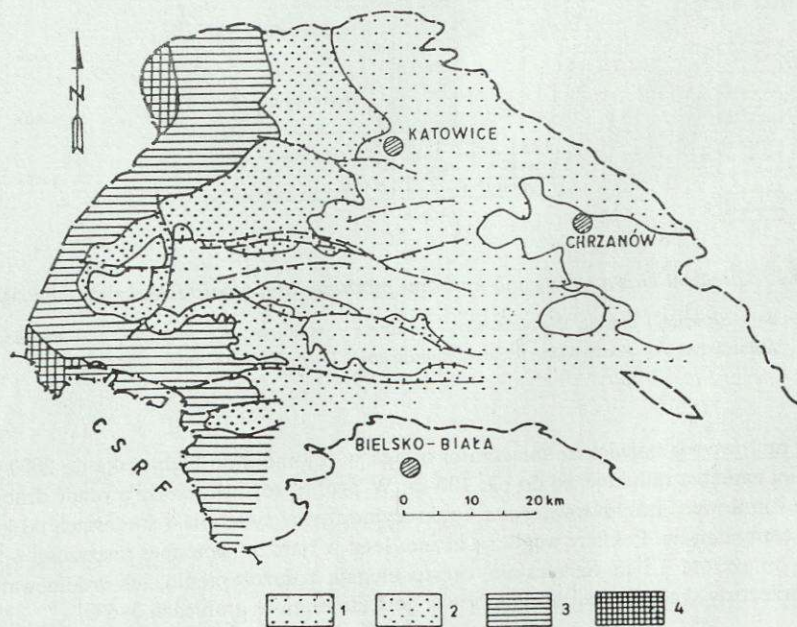 N
KATOWICE
CHRZANÓW
CSRF
BIELSKO-BIAŁA
0 10 20 km
1 2 3 4